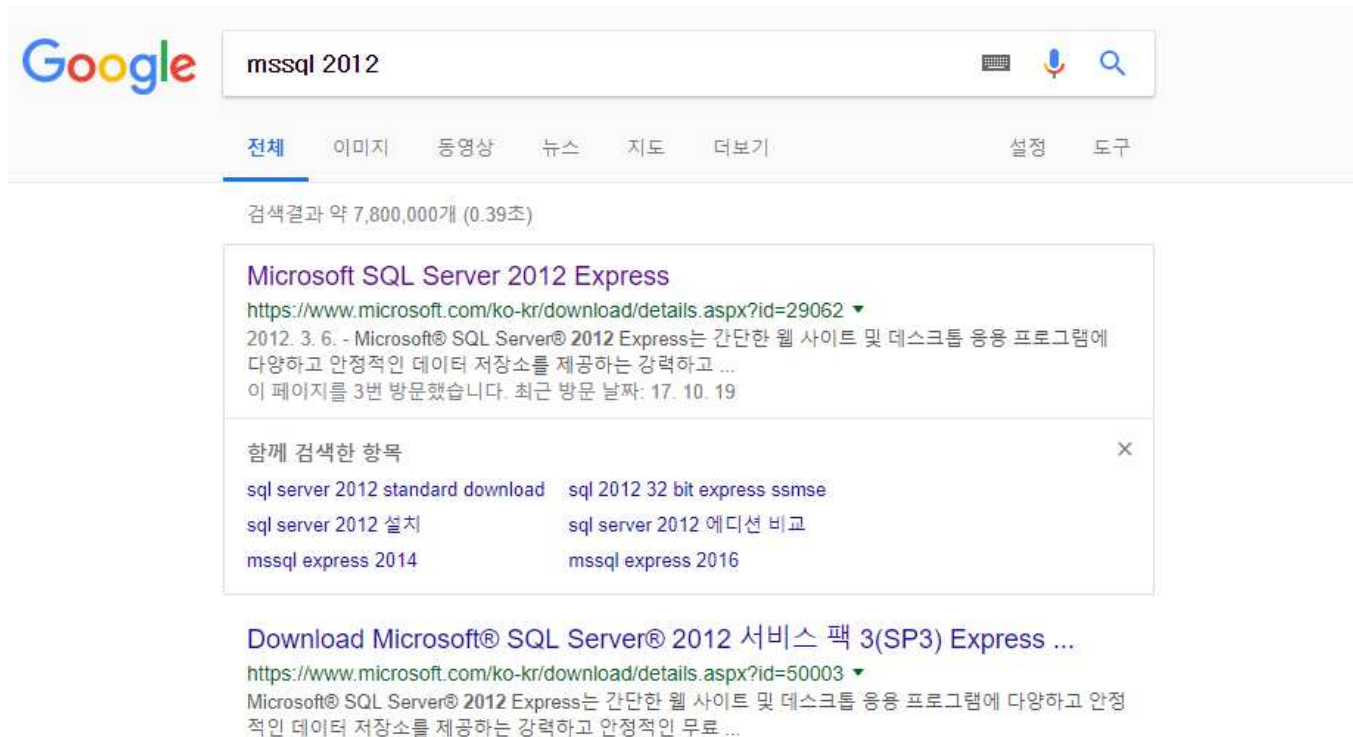 Google
mssql 2012
전체 이미지 동영상 뉴스 지도 더보기 설정 도구
검색결과 약 7,800,000개 (0.39초)
Microsoft SQL Server 2012 Express
https://www.microsoft.com/ko-kr/download/details.aspx?id=29062
2012. 3. 6. - Microsoft® SQL Server® 2012 Express는 간단한 웹 사이트 및 데스크톱 응용 프로그램에
다양하고 안정적인 데이터 저장소를 제공하는 강력하고 ...
이 페이지를 3번 방문했습니다. 최근 방문 날짜: 17. 10. 19
함께 검색한 항목
sql server 2012 standard download sql 2012 32 bit express ssmse
sql server 2012 설치 sql server 2012 에디션 비교
mssql express 2014 mssql express 2016
Download Microsoft® SQL Server® 2012 서비스 팩 3(SP3) Express ...
https://www.microsoft.com/ko-kr/download/details.aspx?id=50003
Microsoft® SQL Server® 2012 Express는 간단한 웹 사이트 및 데스크톱 응용 프로그램에 다양하고 안정
적인 데이터 저장소를 제공하는 강력하고 안정적인 무료 ...